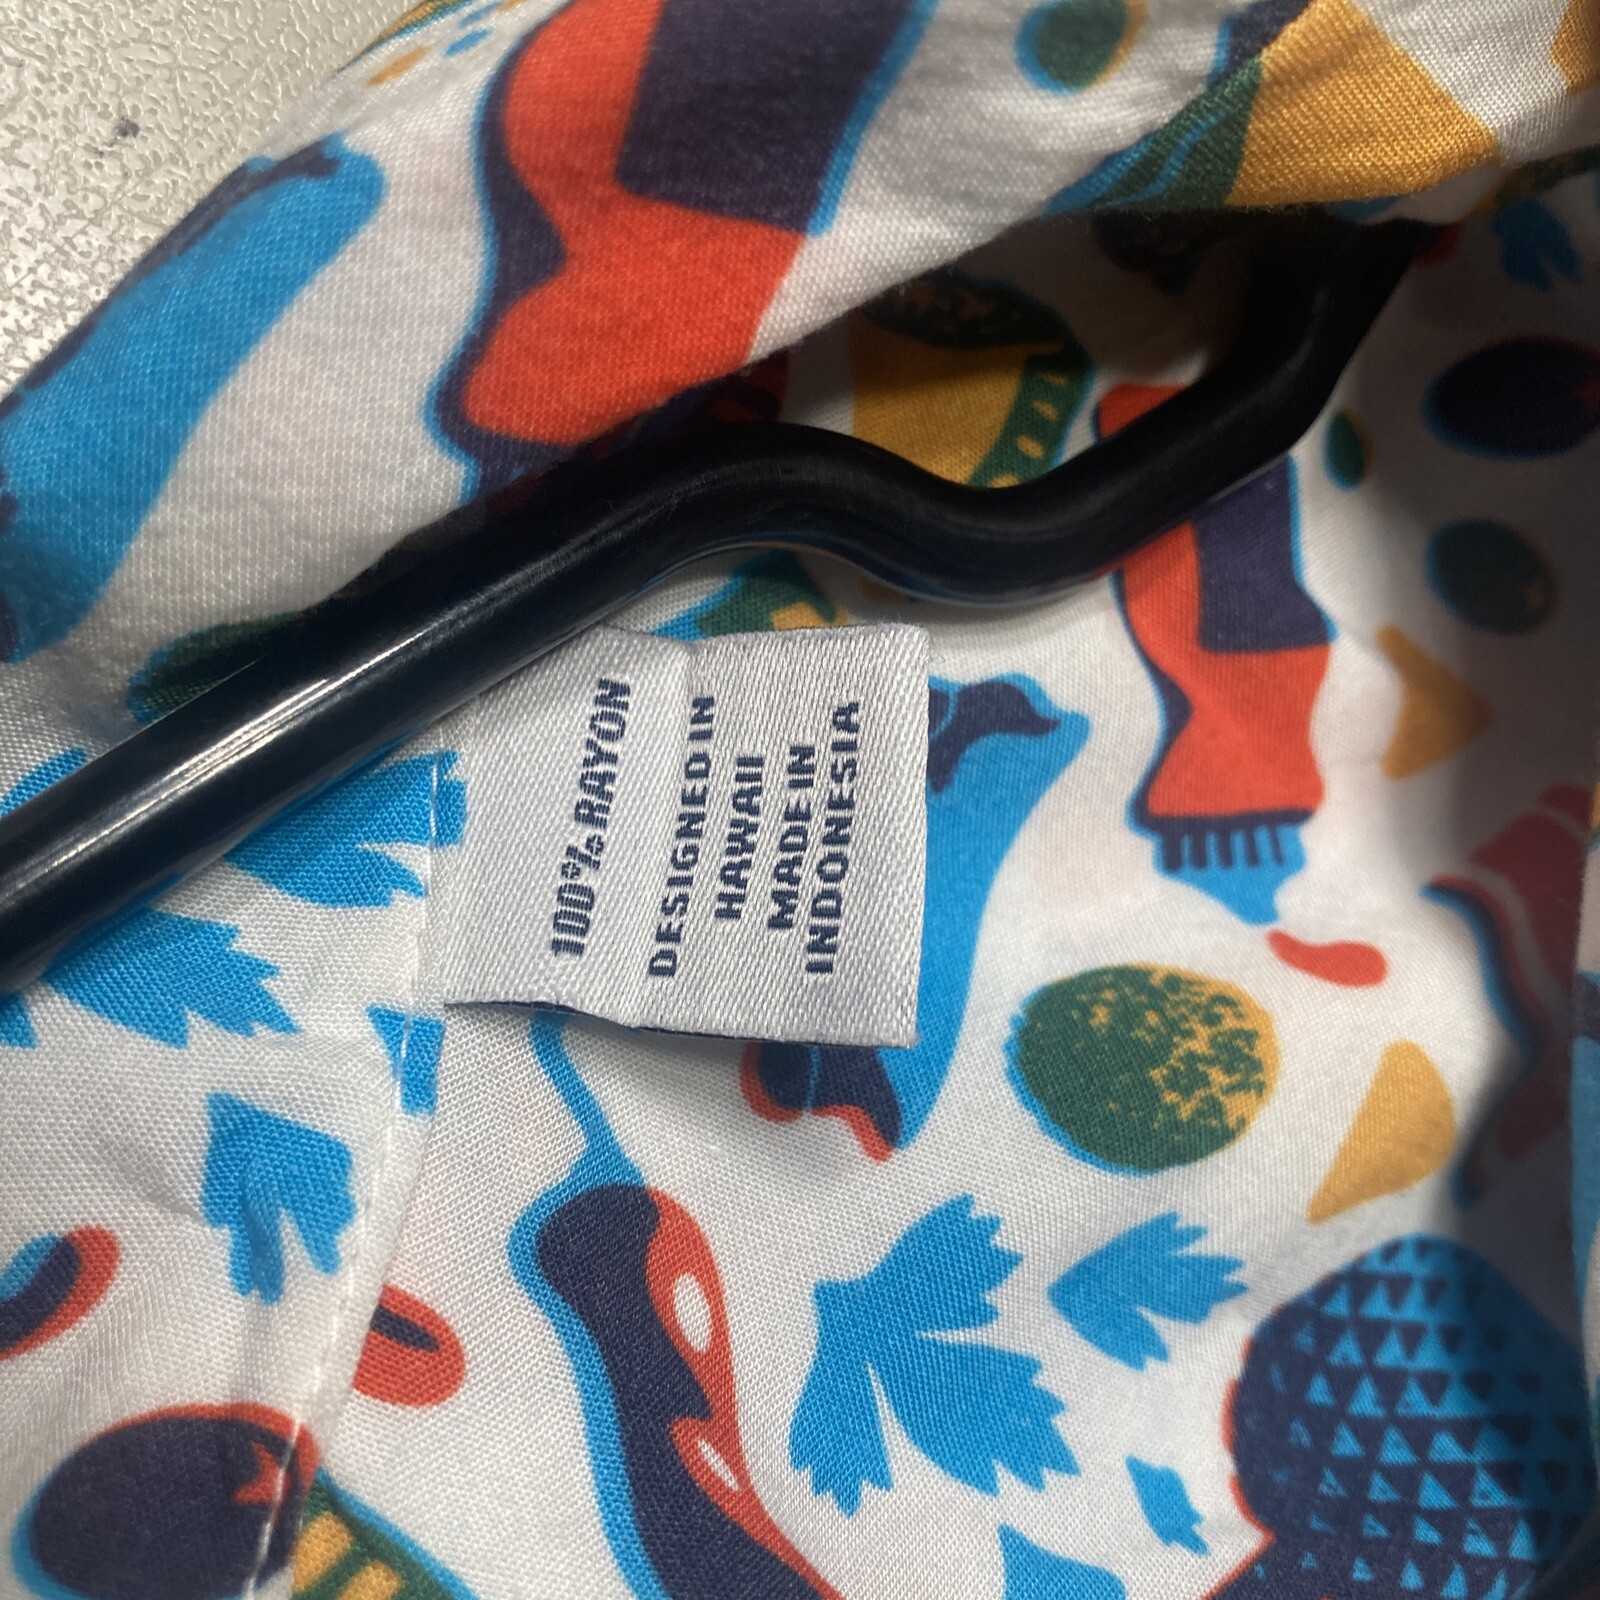 100% RAYON
DESIGNED IN
HAWAII
MADE IN
INDONESIA